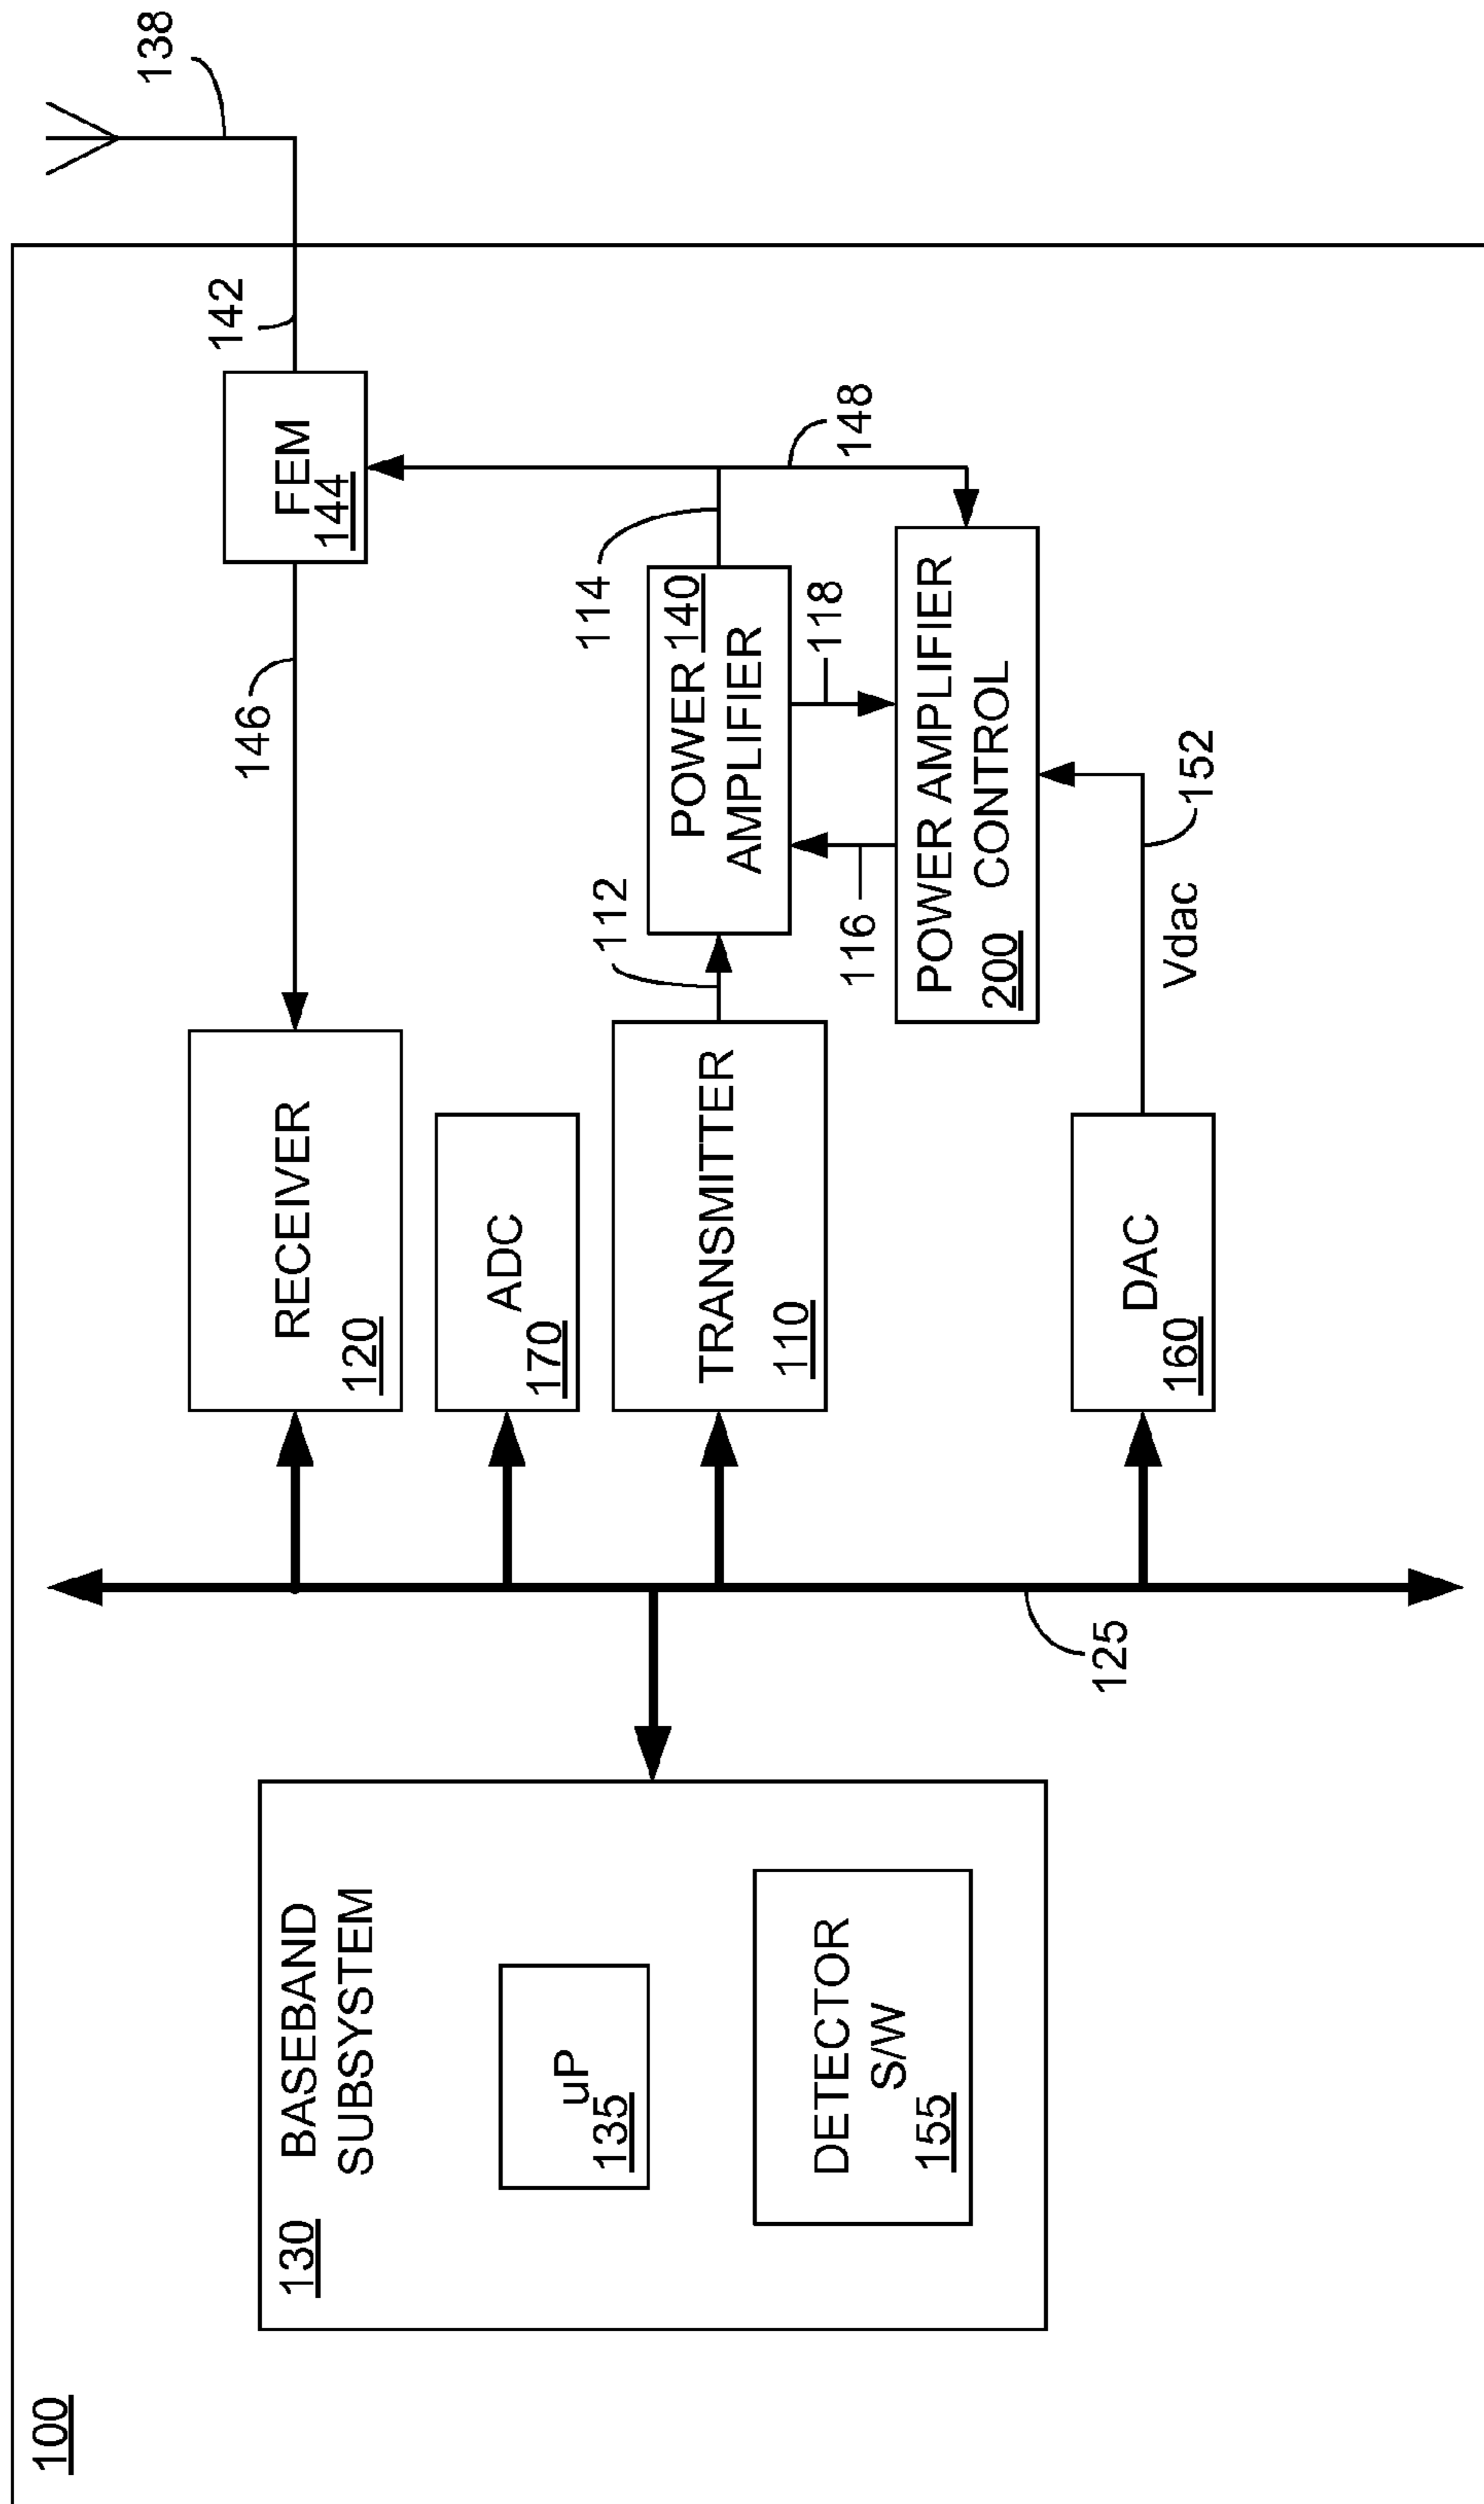 100
130
BASEBAND
SUBSYSTEM
uP
135
DETECTOR
S/W
155
125
RECEIVER
120
ADC
170
TRANSMITTER
110
DAC
160
146
112
116
Vdac
152
POWER
140
AMPLIFIER
118
114
POWER AMPLIFIER
200
CONTROL
148
FEM
144
142
138